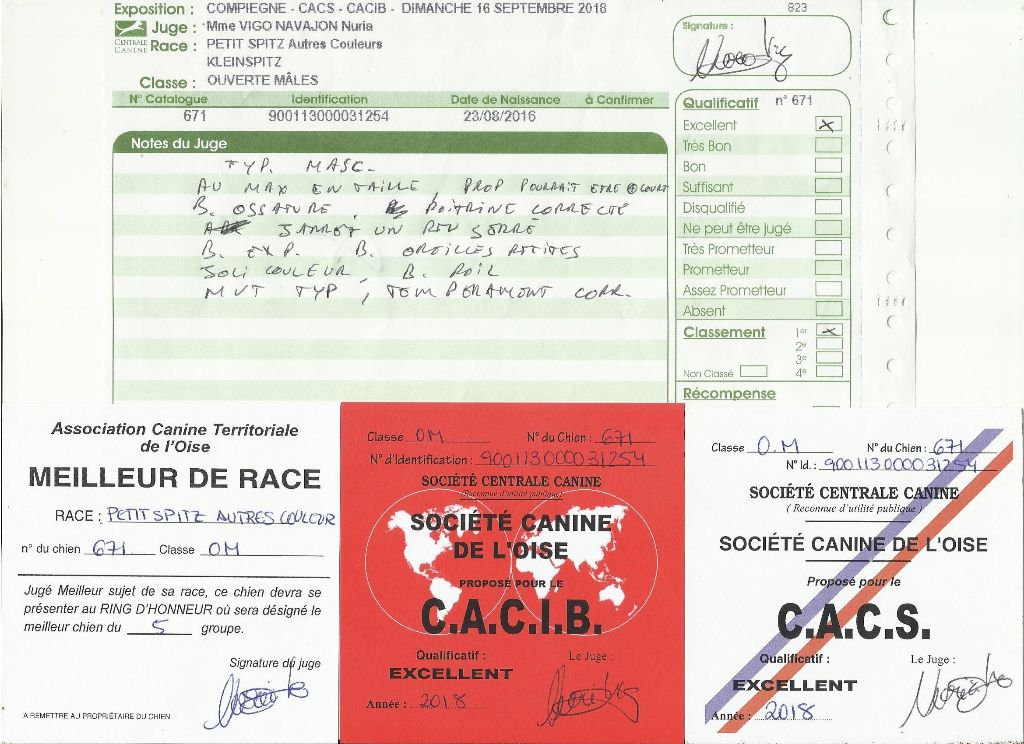 Exposition : COMPIEGNE - CACS - CACIB - DIMANCHE 16 SEPTEMBRE 2018
823
CENTRALE CANINE
Juge : Mme VIGO NAVAJON Nuria
Race : PETIT SPITZ Autres Couleurs
KLEINSPITZ
Classe : OUVERTE MÂLES
Signature :
N° Catalogue Identification Date de Naissance à Confirmer
671 900113000031254 23/08/2016
Notes du Juge
TYP. MASC.
AU MAX EN TAILLE, PROP POURRAIT ETRE COURT
B. OSSATURE, POITRINE CORRECTE
JARRET UN PEU SERRÉ
B. EXP. B. OREILLES PETITES
SOLI COULEUR, B. POIL
MVT TYP, TEMPERAMENT CORR.
Qualificatif n° 671
Excellent X
Très Bon
Bon
Suffisant
Disqualifié
Ne peut être jugé
Très Prometteur
Prometteur
Assez Prometteur
Absent
Classement 1er X
2e
3e
Non Classé 4e
Récompense
Association Canine Territoriale
de l'Oise
MEILLEUR DE RACE
RACE : PETIT SPITZ AUTRES COULEUR
n° du chien 671 Classe OM
Jugé Meilleur sujet de sa race, ce chien devra se
présenter au RING D'HONNEUR où sera désigné le
meilleur chien du 5 groupe.
Signature du juge
A REMETTRE AU PROPRIÉTAIRE DU CHIEN
Classe OM N° du Chien : 671
N° d'Identification : 900113000031254
SOCIÉTÉ CENTRALE CANINE
(Reconnue d'utilité publique)
SOCIÉTÉ CANINE
DE L'OISE
PROPOSÉ POUR LE
C.A.C.I.B.
Qualificatif : Le Juge :
EXCELLENT
Année : 2018
Classe O.M N° du Chien : 671
N° Id. : 900113000031254
SOCIÉTÉ CENTRALE CANINE
( Reconnue d'utilité publique )
SOCIÉTÉ CANINE DE L'OISE
Proposé pour le
C.A.C.S.
Qualificatif : Le Juge :
EXCELLENT
Année : 2018